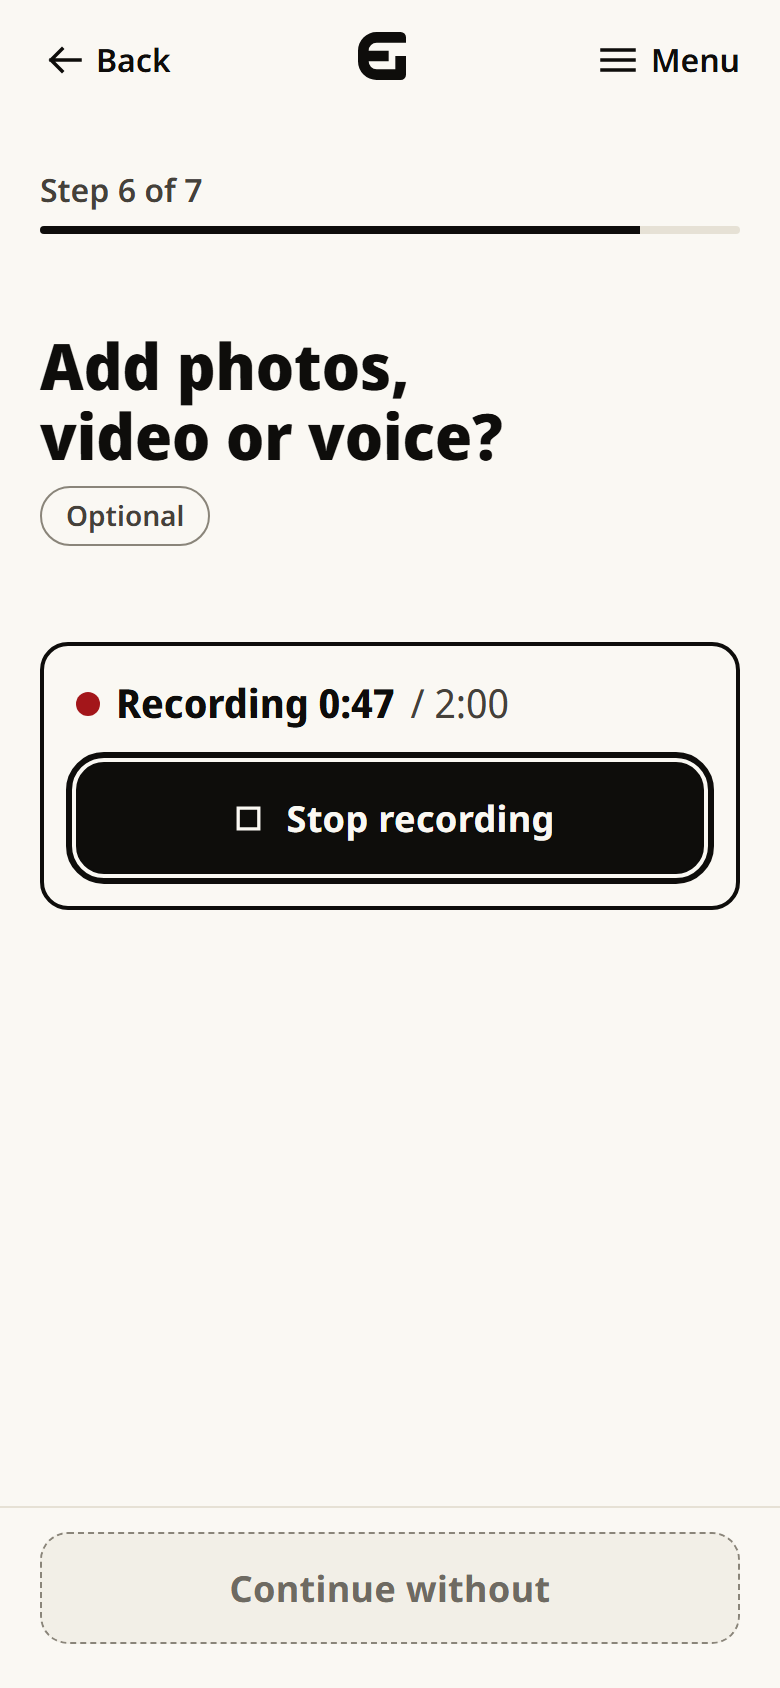 Back
Menu
Step 6 of 7
Add photos,
video or voice?
Optional
Recording 0:47 / 2:00
Stop recording
Continue without